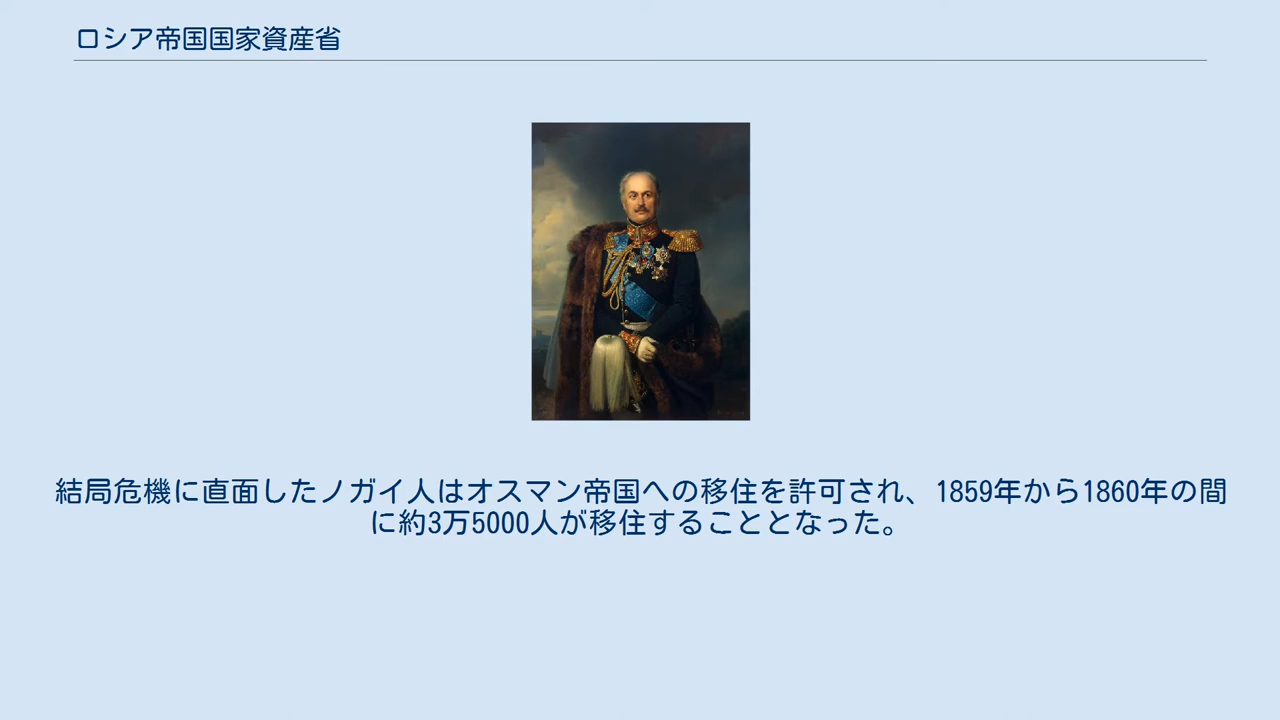 ロシア帝国国家資産省
結局危機に直面したノガイ人はオスマン帝国への移住を許可され、1859年から1860年の間
に約3万5000人が移住することとなった。